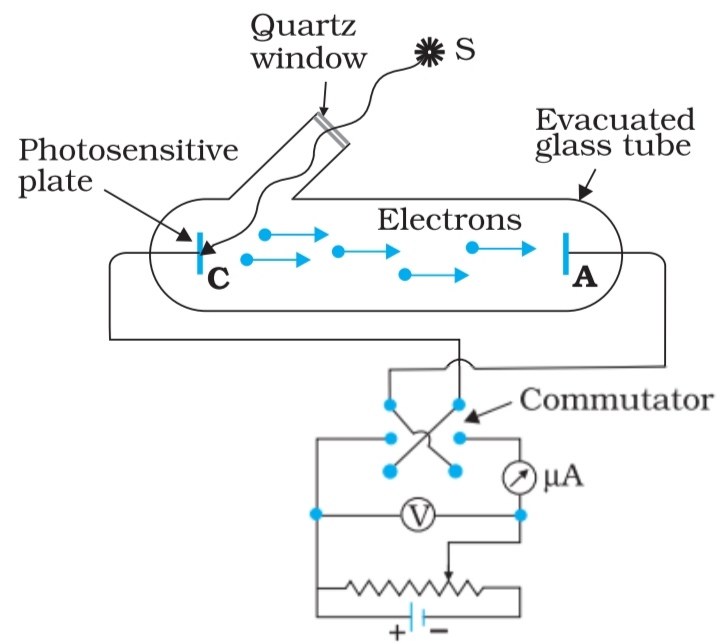 Quartz
window
S
Evacuated
glass tube
Photosensitive
plate
Electrons
C
A
Commutator
μA
V
+ −